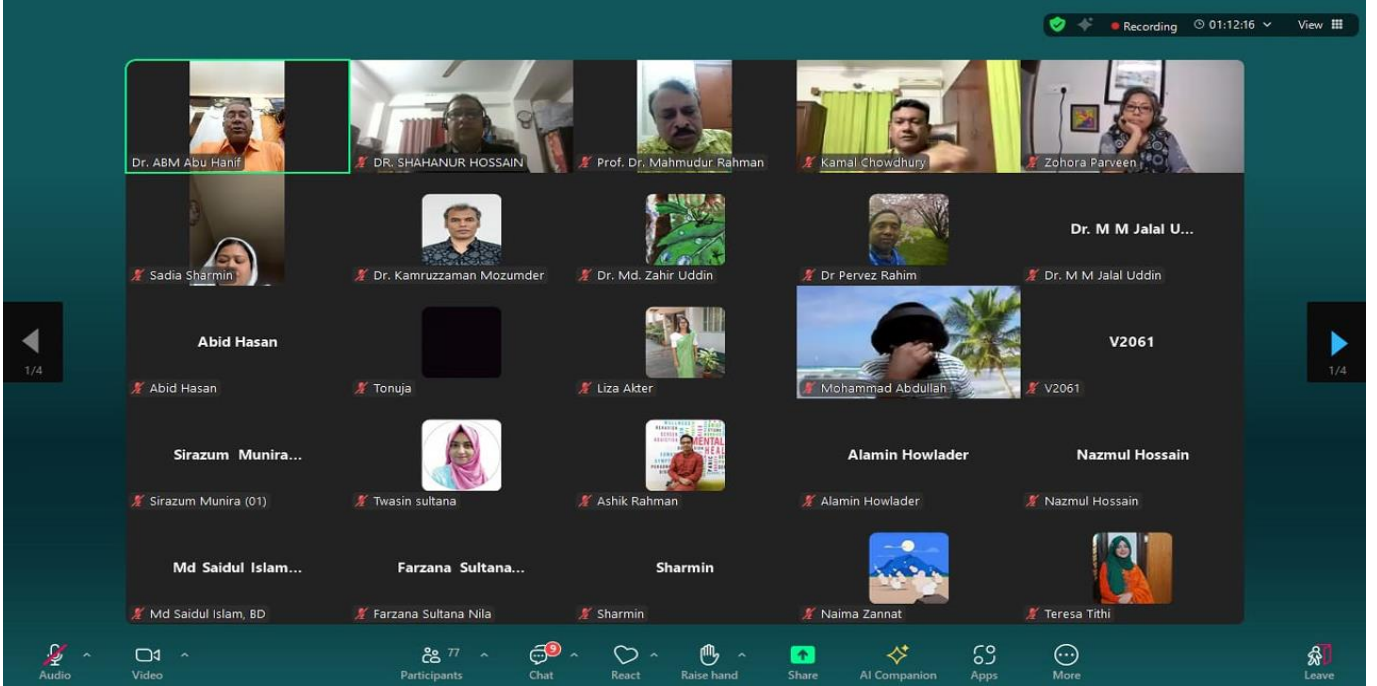 Recording 01:12:16 View
Dr. ABM Abu Hanif
DR. SHAHANUR HOSSAIN
Prof. Dr. Mahmudur Rahman
Kamal Chowdhury
Zohora Parveen
Dr. M M Jalal U...
Sadia Sharmin
Dr. Kamruzzaman Mozumder
Dr. Md. Zahir Uddin
Dr Pervez Rahim
Dr. M M Jalal Uddin
Abid Hasan
V2061
1/4
1/4
Abid Hasan
Tonuja
Liza Akter
Mohammad Abdullah
V2061
MENTAL
Sirazum Munira...
Alamin Howlader
Nazmul Hossain
Sirazum Munira (01)
Twasin sultana
Ashik Rahman
Alamin Howlader
Nazmul Hossain
Md Saidul Islam...
Farzana Sultana...
Sharmin
Md Saidul Islam, BD
Farzana Sultana Nila
Sharmin
Naima Zannat
Teresa Tithi
77
9
Audio
Video
Participants
Chat
React
Raise hand
Share
AI Companion
Apps
More
Leave